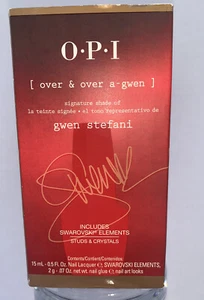 O·P·I
[ over & over a-gwen ]
signature shade of
la teinte signée • el tono representativo de
gwen stefani
INCLUDES
SWAROVSKI ELEMENTS
STUDS & CRYSTALS
Contents/Contenu/Contenidos:
15 mL - 0.5 fl. Oz. Nail Lacquer SWAROVSKI ELEMENTS,
2 g - .07 Oz. net wt. nail glue nail art looks